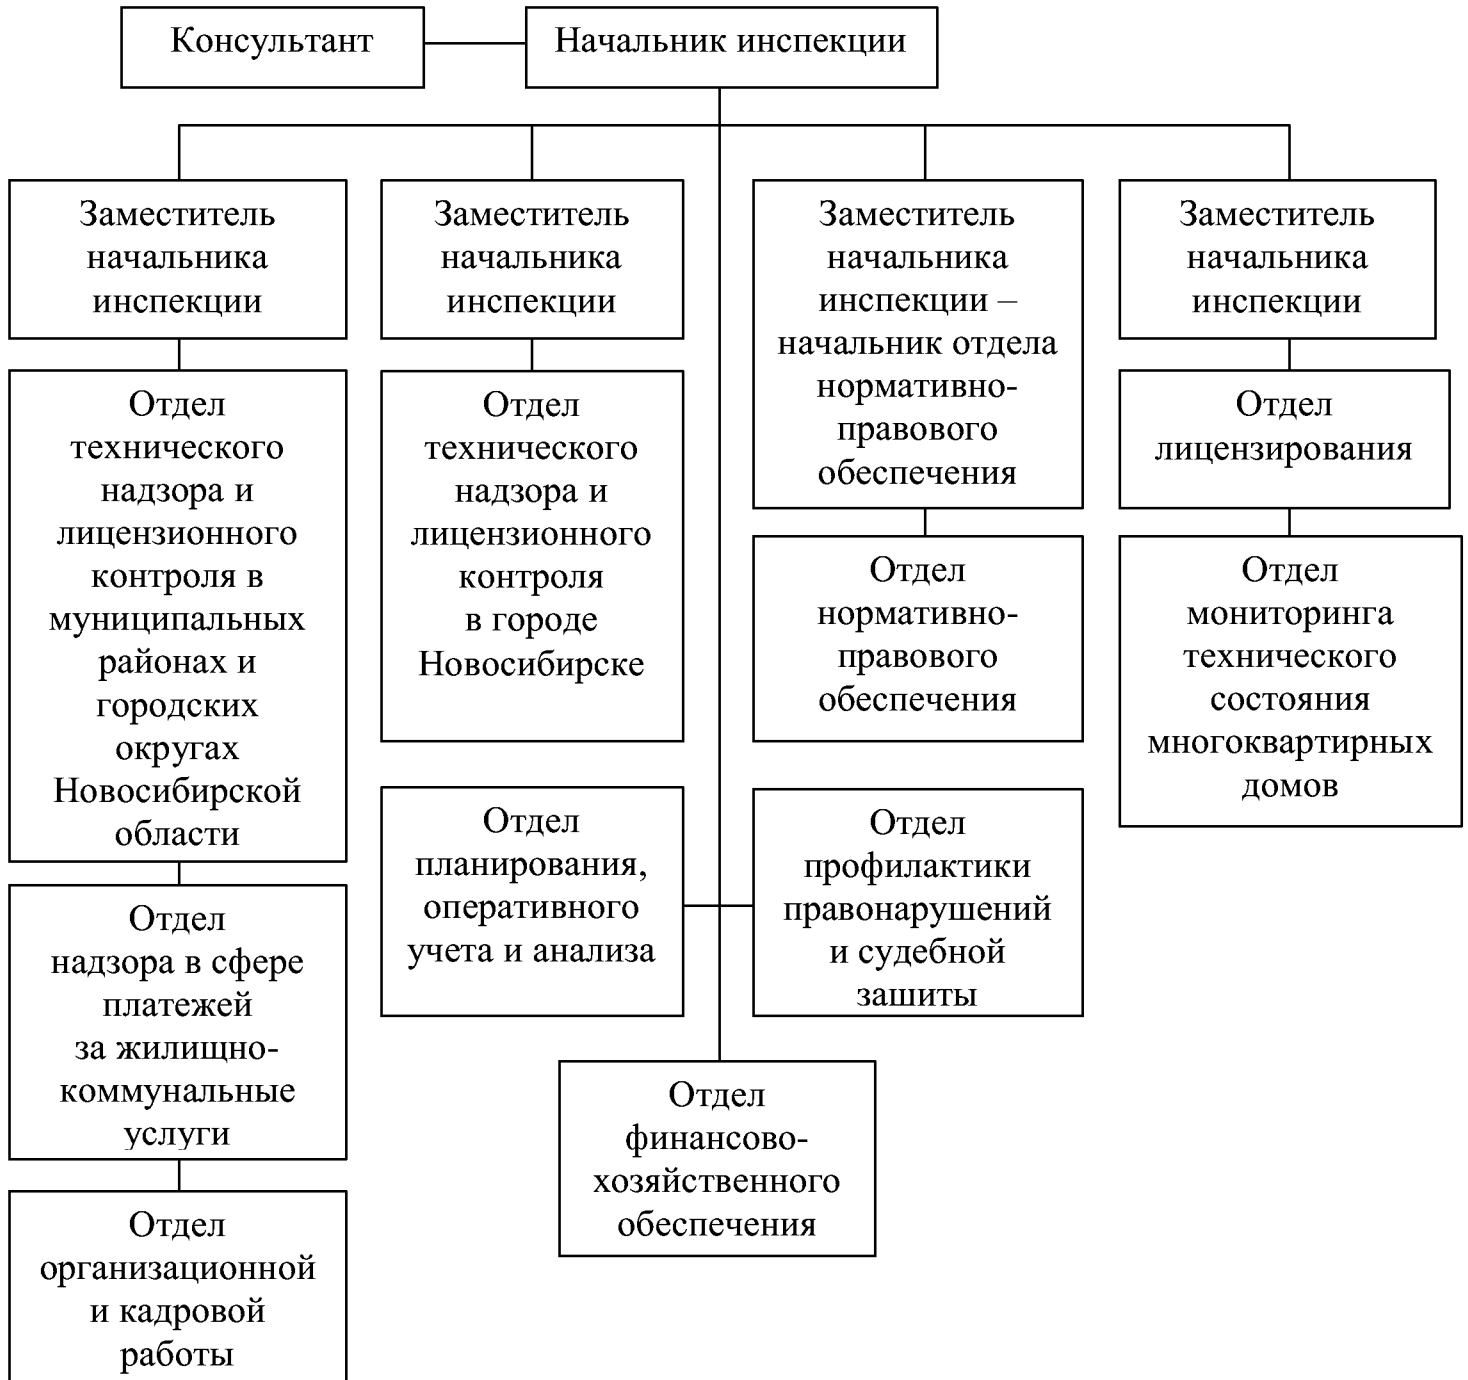 Консультант
Начальник инспекции
Заместитель
начальника
инспекции
Заместитель
начальника
инспекции
Заместитель
начальника
инспекции –
начальник отдела
нормативно-
правового
обеспечения
Заместитель
начальника
инспекции
Отдел
технического
надзора и
лицензионного
контроля в
муниципальных
районах и
городских
округах
Новосибирской
области
Отдел
технического
надзора и
лицензионного
контроля
в городе
Новосибирске
Отдел
нормативно-
правового
обеспечения
Отдел
лицензирования
Отдел
мониторинга
технического
состояния
многоквартирных
домов
Отдел
планирования,
оперативного
учета и анализа
Отдел
профилактики
правонарушений
и судебной
зашиты
Отдел
надзора в сфере
платежей
за жилищно-
коммунальные
услуги
Отдел
финансово-
хозяйственного
обеспечения
Отдел
организационной
и кадровой
работы